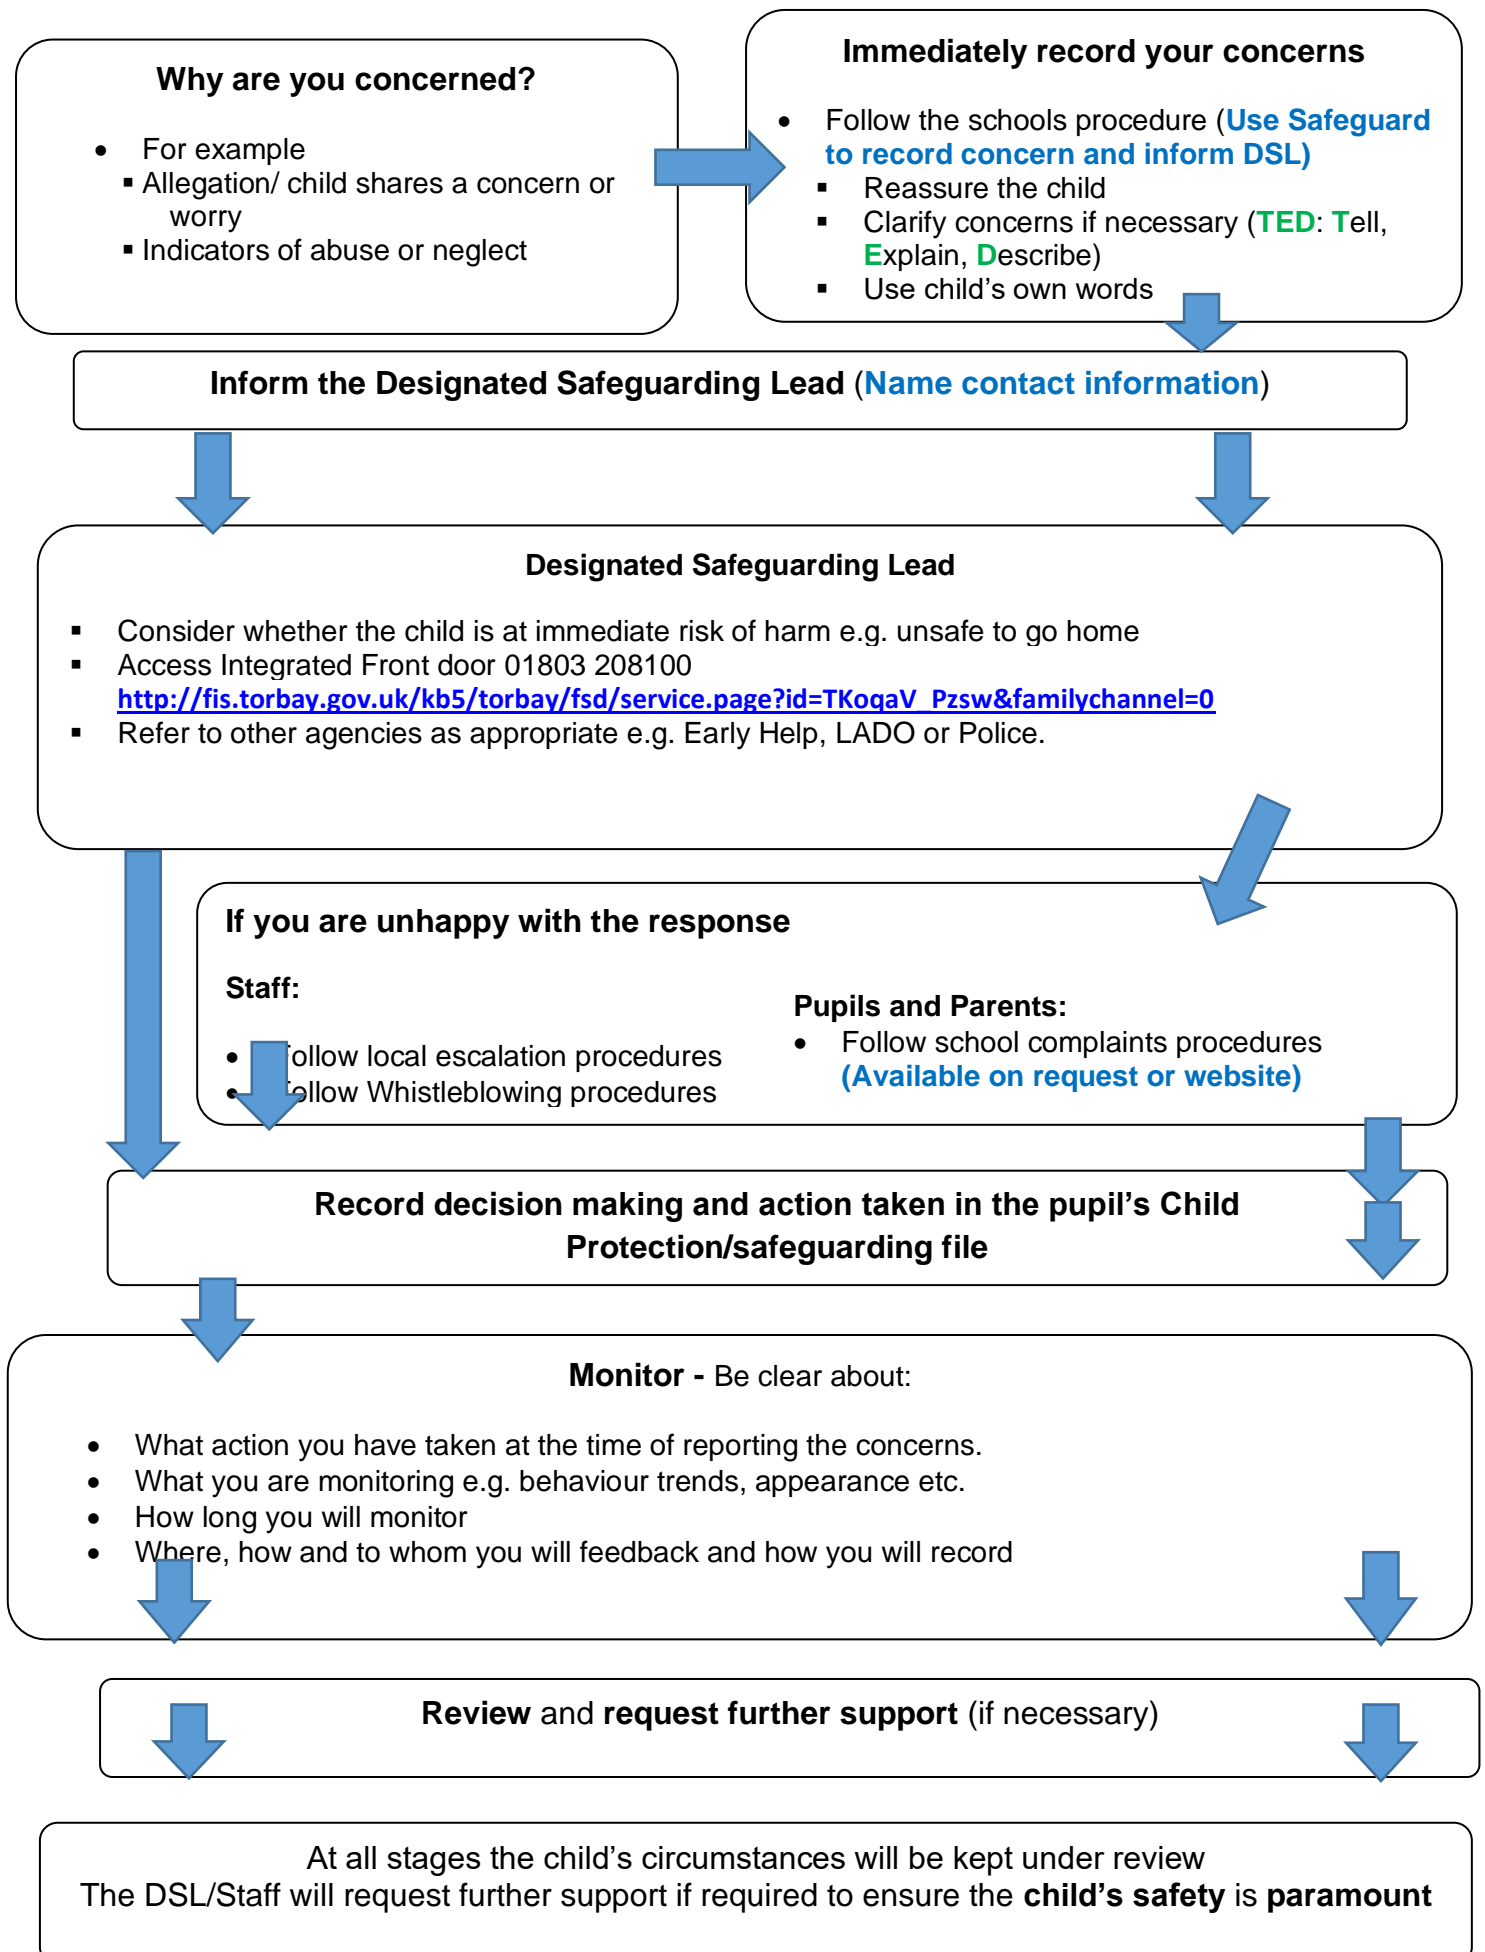 Why are you concerned?
• For example
▪ Allegation/ child shares a concern or
worry
▪ Indicators of abuse or neglect
Immediately record your concerns
• Follow the schools procedure (Use Safeguard
to record concern and inform DSL)
▪ Reassure the child
▪ Clarify concerns if necessary (TED: Tell,
Explain, Describe)
▪ Use child's own words
Inform the Designated Safeguarding Lead (Name contact information)
Designated Safeguarding Lead
▪ Consider whether the child is at immediate risk of harm e.g. unsafe to go home
▪ Access Integrated Front door 01803 208100
http://fis.torbay.gov.uk/kb5/torbay/fsd/service.page?id=TKoqaV_Pzsw&familychannel=0
▪ Refer to other agencies as appropriate e.g. Early Help, LADO or Police.
If you are unhappy with the response
Staff:
• Follow local escalation procedures
• Follow Whistleblowing procedures
Pupils and Parents:
• Follow school complaints procedures
(Available on request or website)
Record decision making and action taken in the pupil's Child
Protection/safeguarding file
Monitor - Be clear about:
• What action you have taken at the time of reporting the concerns.
• What you are monitoring e.g. behaviour trends, appearance etc.
• How long you will monitor
• Where, how and to whom you will feedback and how you will record
Review and request further support (if necessary)
At all stages the child's circumstances will be kept under review
The DSL/Staff will request further support if required to ensure the child's safety is paramount